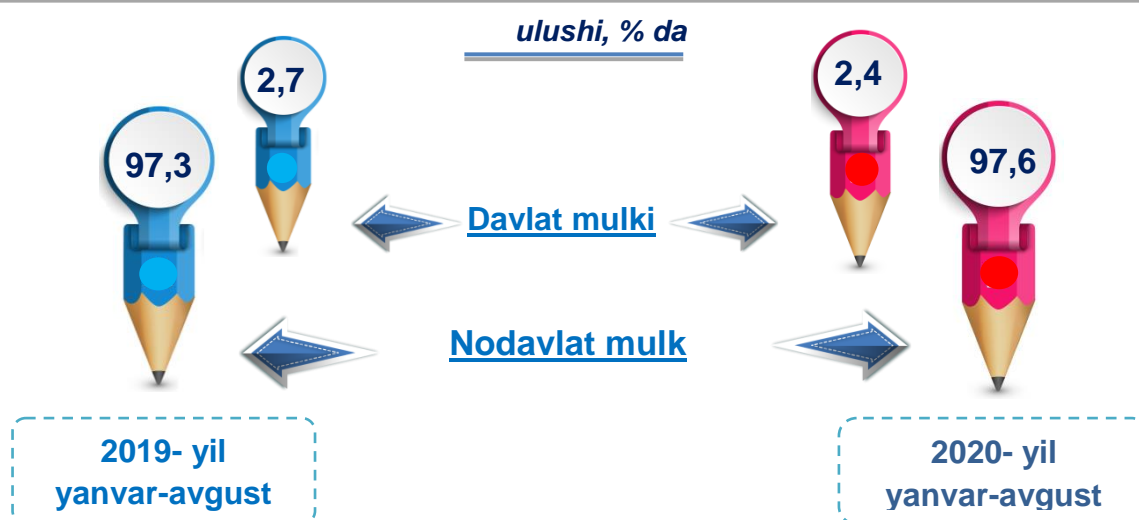 ulushi, % da
2,7
2,4
97,3
97,6
Davlat mulki
Nodavlat mulk
2019- yil
yanvar-avgust
2020- yil
yanvar-avgust